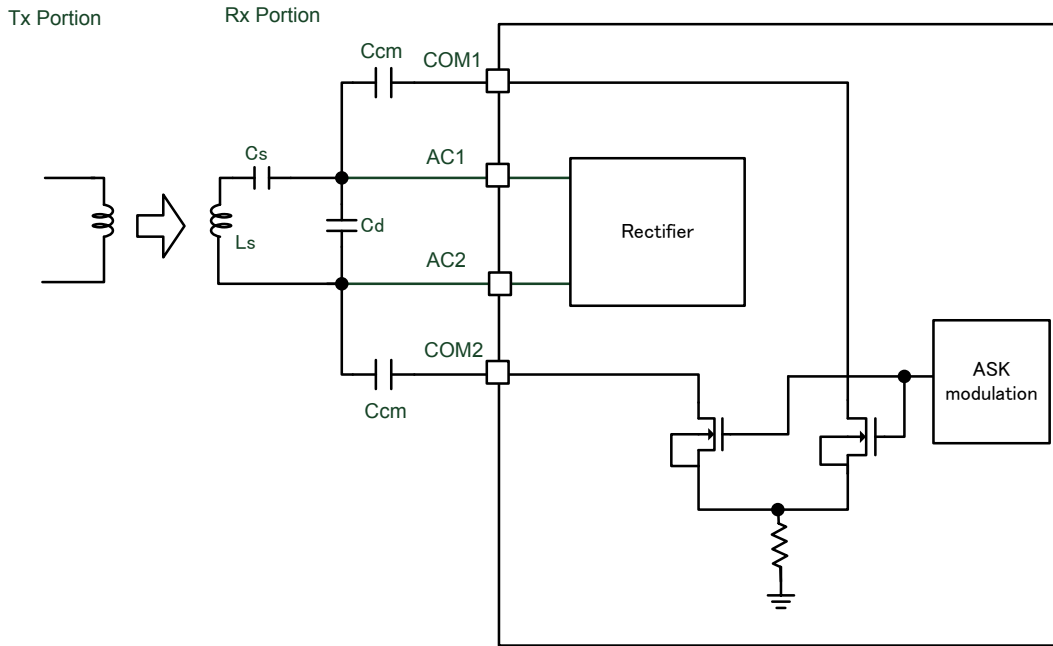 Tx Portion
Rx Portion
Ccm
COM1
Cs
AC1
Cd
Ls
Rectifier
AC2
COM2
Ccm
ASK
modulation